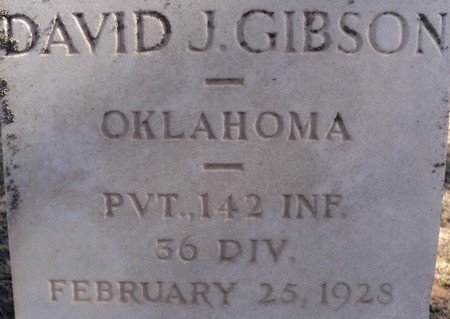 DAVID J. GIBSON
OKLAHOMA
PVT., 142 INF.
36 DIV.
FEBRUARY 25, 1928